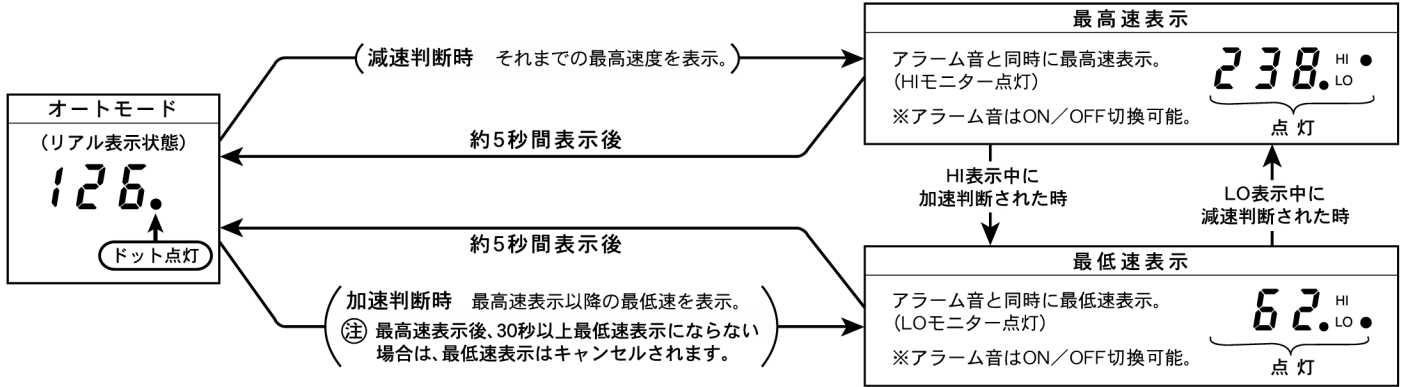 オートモード
(リアル表示状態)
126.
ドット点灯
減速判断時 それまでの最高速度を表示。
約5秒間表示後
最高速表示
アラーム音と同時に最高速表示。
(HIモニター点灯)
※アラーム音はON／OFF切換可能。
238.
HI ●
LO
点灯
HI表示中に
加速判断された時
LO表示中に
減速判断された時
約5秒間表示後
加速判断時 最高速表示以降の最低速を表示。
㊟ 最高速表示後、30秒以上最低速表示にならない
場合は、最低速表示はキャンセルされます。
最低速表示
アラーム音と同時に最低速表示。
(LOモニター点灯)
※アラーム音はON／OFF切換可能。
62.
HI
LO ●
点灯